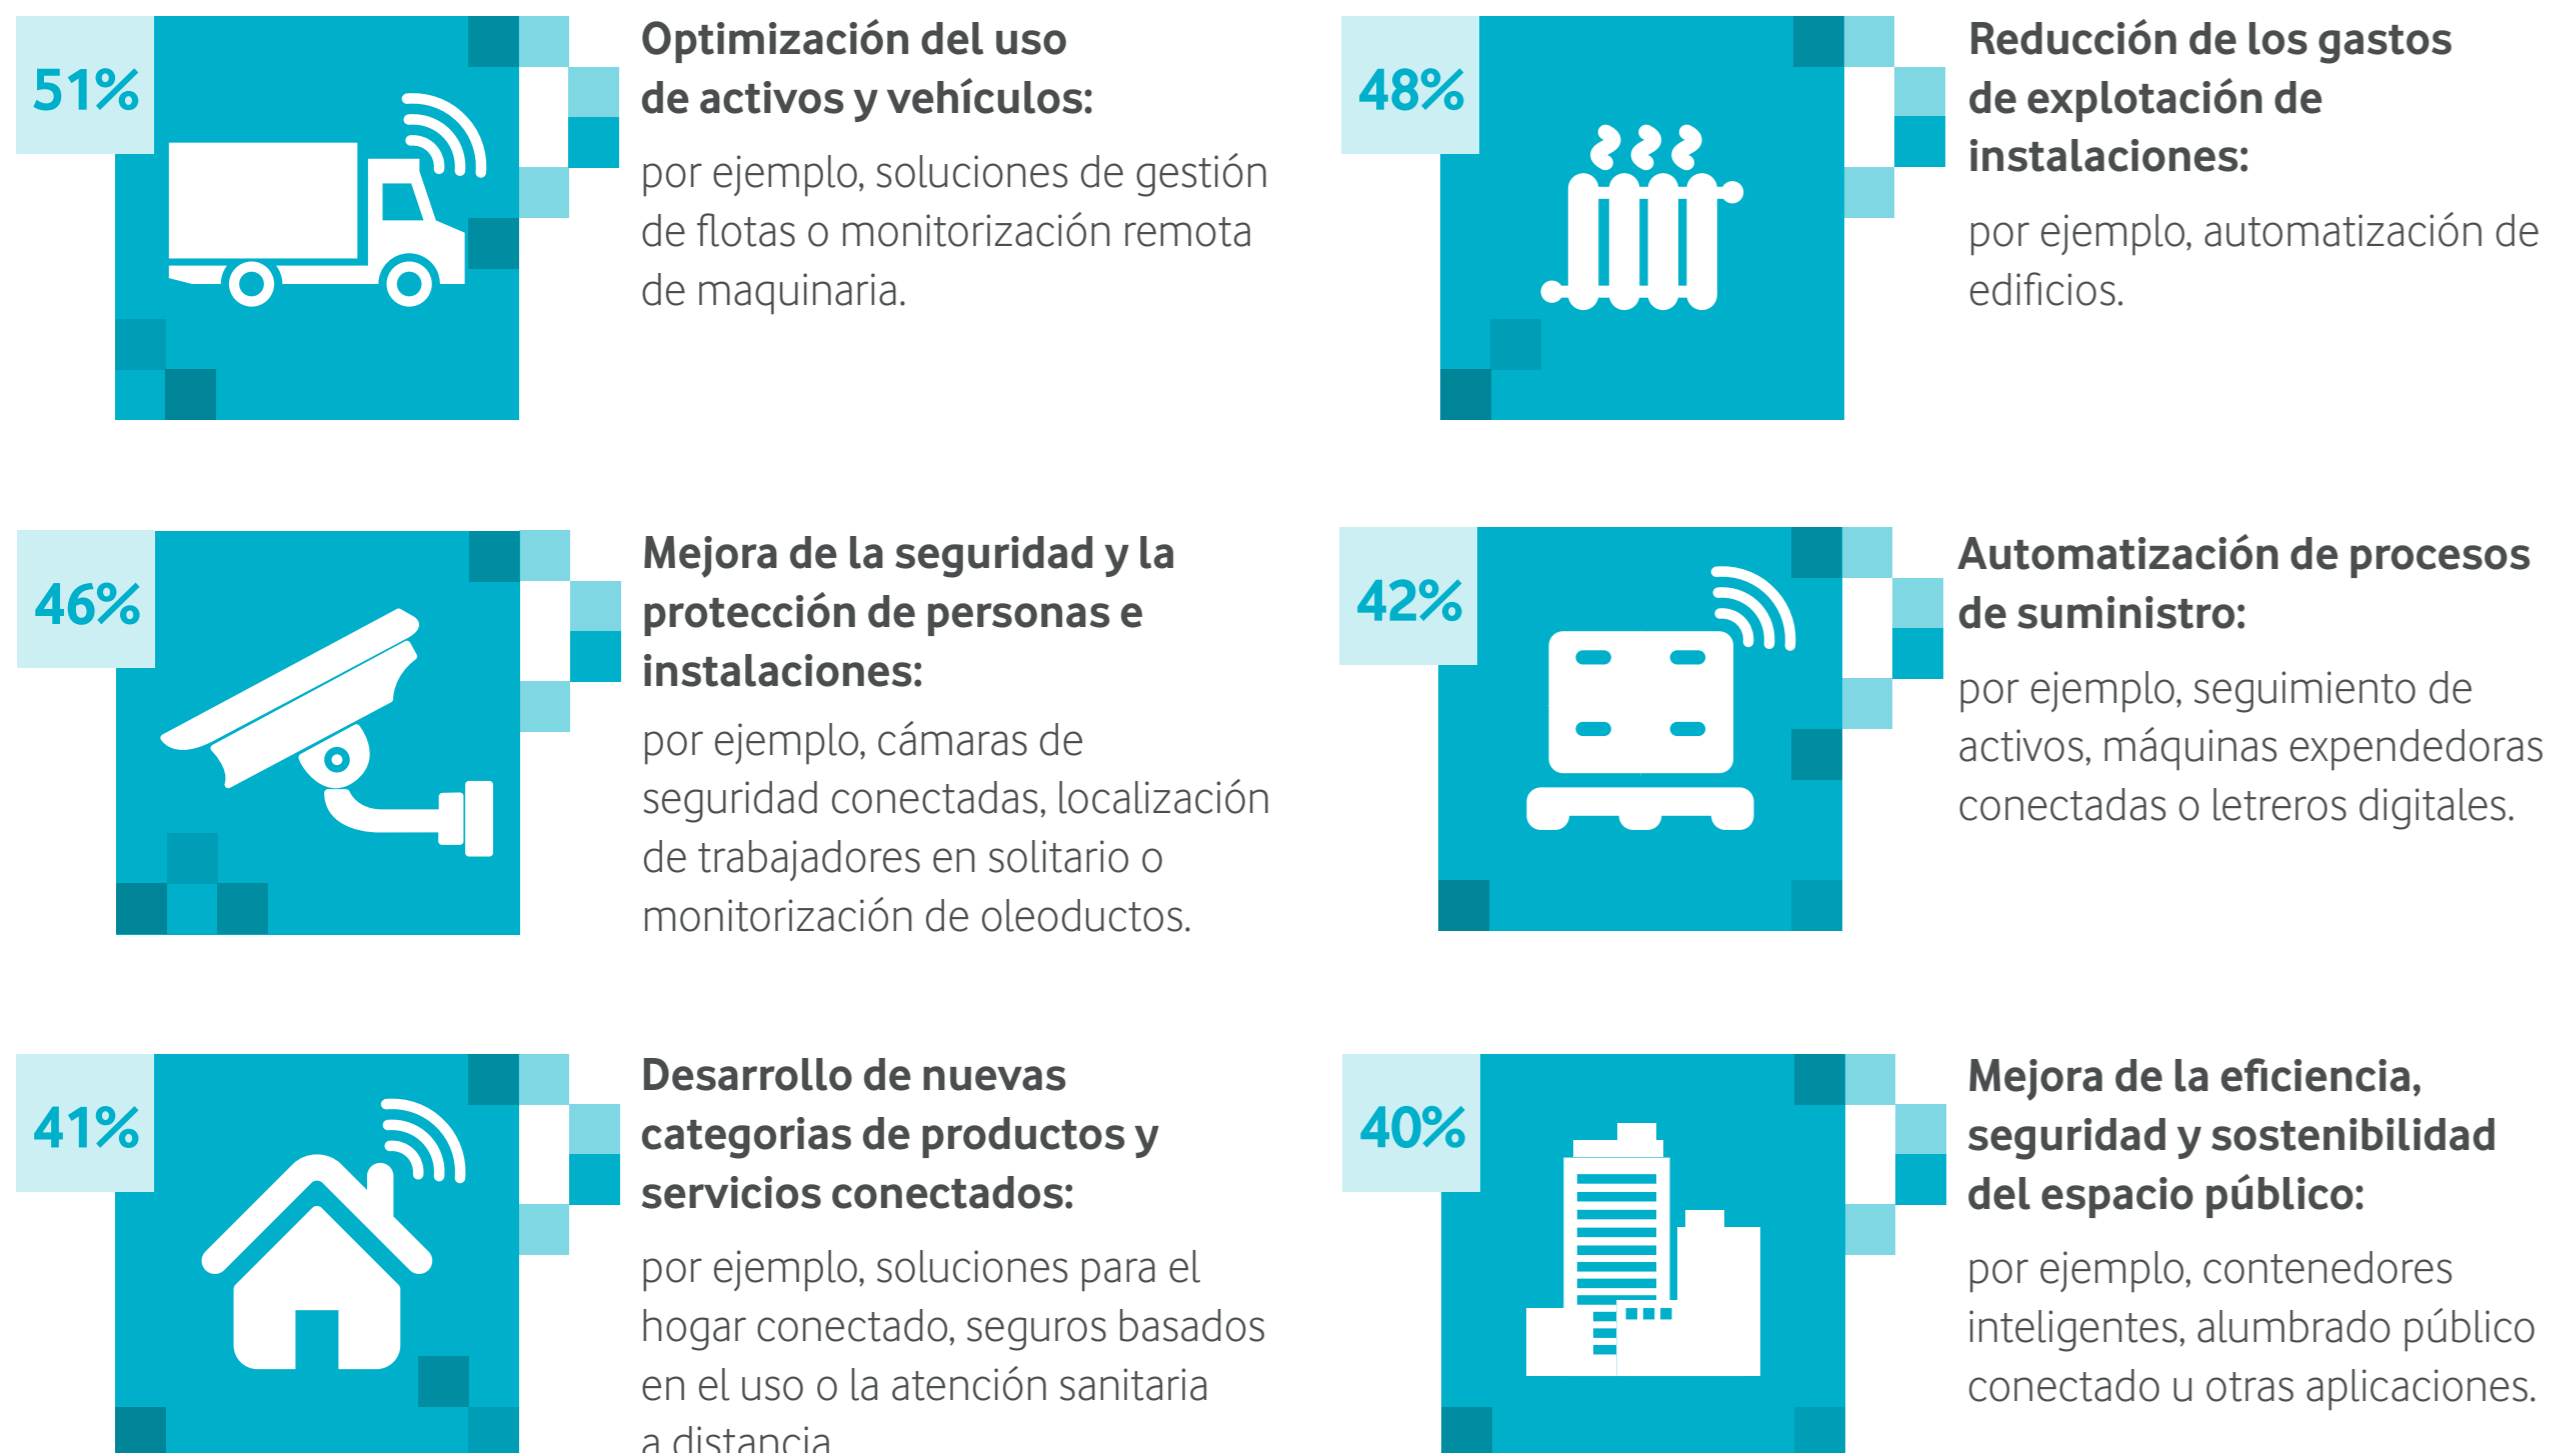 51%
Optimización del uso
de activos y vehículos:
por ejemplo, soluciones de gestión
de flotas o monitorización remota
de maquinaria.
48%
Reducción de los gastos
de explotación de
instalaciones:
por ejemplo, automatización de
edificios.
46%
Mejora de la seguridad y la
protección de personas e
instalaciones:
por ejemplo, cámaras de
seguridad conectadas, localización
de trabajadores en solitario o
monitorización de oleoductos.
42%
Automatización de procesos
de suministro:
por ejemplo, seguimiento de
activos, máquinas expendedoras
conectadas o letreros digitales.
41%
Desarrollo de nuevas
categorias de productos y
servicios conectados:
por ejemplo, soluciones para el
hogar conectado, seguros basados
en el uso o la atención sanitaria
a distancia
40%
Mejora de la eficiencia,
seguridad y sostenibilidad
del espacio público:
por ejemplo, contenedores
inteligentes, alumbrado público
conectado u otras aplicaciones.